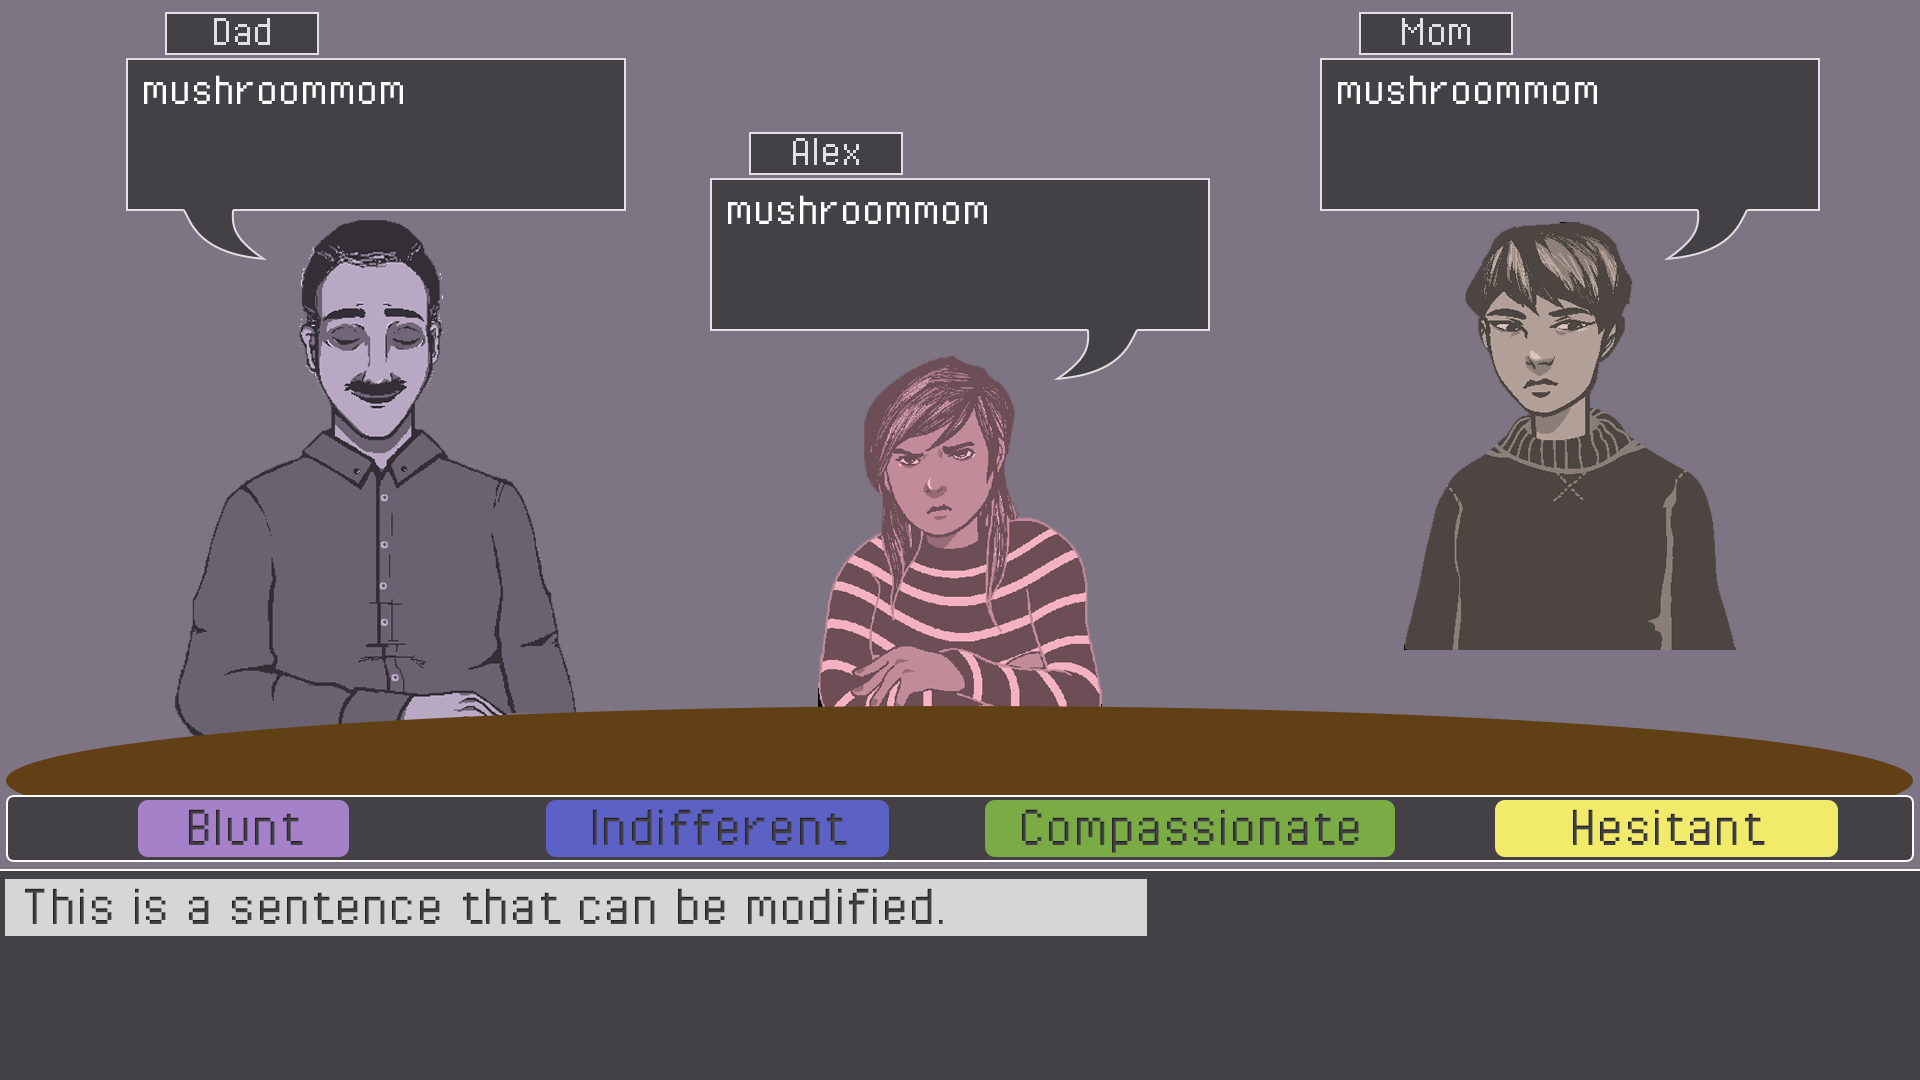 Dad
mushroommom
Alex
mushroommom
Mom
mushroommom
Blunt
Indifferent
Compassionate
Hesitant
This is a sentence that can be modified.